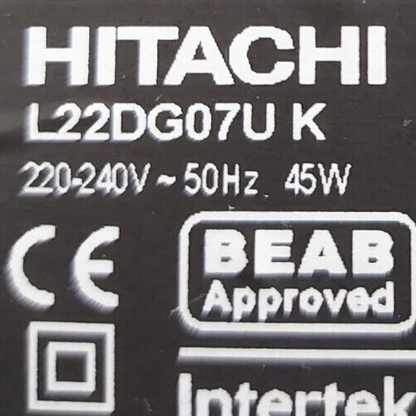 HITACHI
L22DG07U K
220-240V ~ 50Hz 45W
CE
BEAB
Approved
Intertek